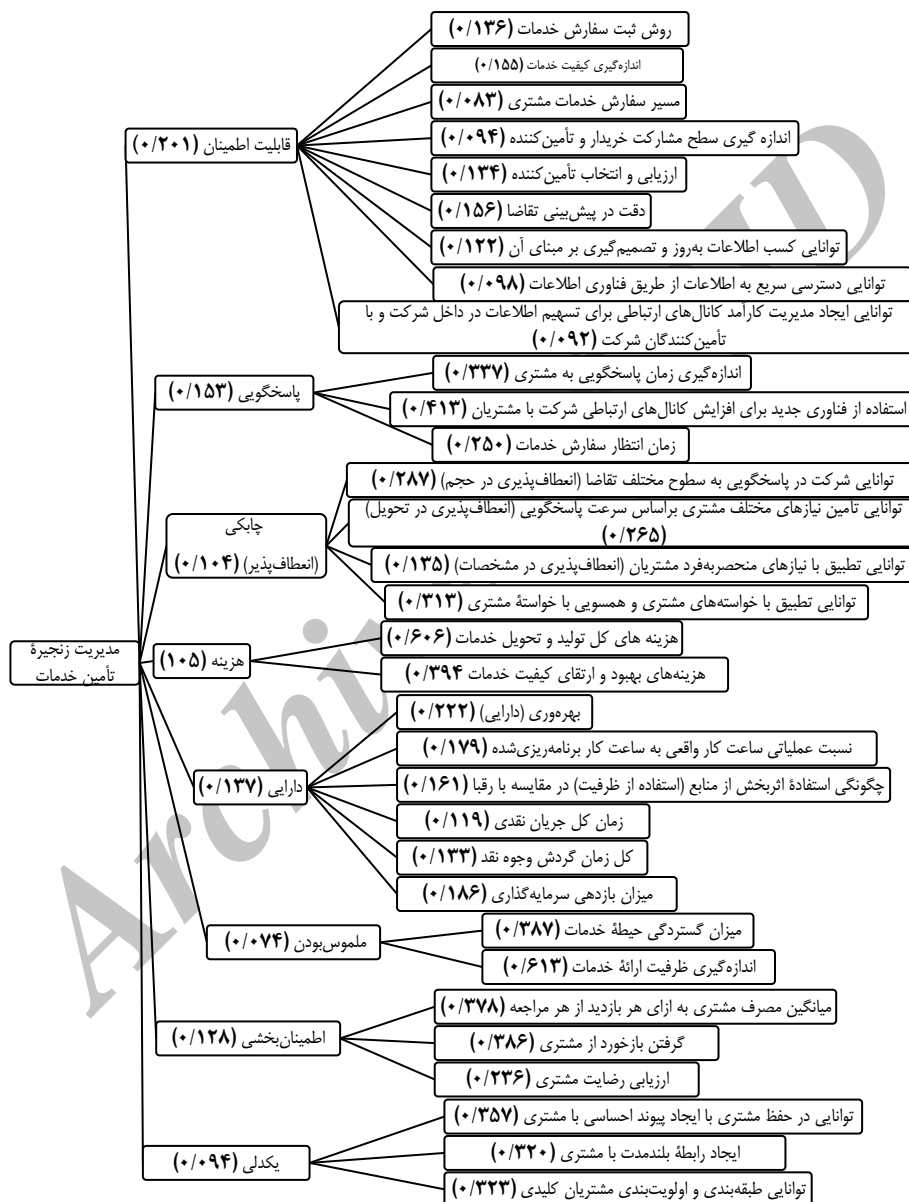 روش ثبت سفارش خدمات (۰/۱۳۶)
اندازه‌گیری کیفیت خدمات (۰/۱۵۵)
مسیر سفارش خدمات مشتری (۰/۰۸۳)
قابلیت اطمینان (۰/۲۰۱)
اندازه گیری سطح مشارکت خریدار و تأمین‌کننده (۰/۰۹۴)
ارزیابی و انتخاب تأمین‌کننده (۰/۱۳۴)
دقت در پیش‌بینی تقاضا (۰/۱۵۶)
توانایی کسب اطلاعات به‌روز و تصمیم‌گیری بر مبنای آن (۰/۱۲۲)
توانایی دسترسی سریع به اطلاعات از طریق فناوری اطلاعات (۰/۰۹۸)
توانایی ایجاد مدیریت کارآمد کانال‌های ارتباطی برای تسهیم اطلاعات در داخل شرکت و با
تأمین‌کنندگان شرکت (۰/۰۹۲)
پاسخگویی (۰/۱۵۳)
اندازه‌گیری زمان پاسخگویی به مشتری (۰/۳۳۷)
استفاده از فناوری جدید برای افزایش کانال‌های ارتباطی شرکت با مشتریان (۰/۴۱۳)
زمان انتظار سفارش خدمات (۰/۲۵۰)
چابکی
(انعطاف‌پذیر) (۰/۱۰۴)
توانایی شرکت در پاسخگویی به سطوح مختلف تقاضا (انعطاف‌پذیری در حجم) (۰/۲۸۷)
توانایی تأمین نیازهای مختلف مشتری براساس سرعت پاسخگویی (انعطاف‌پذیری در تحویل)
(۰/۲۶۵)
توانایی تطبیق با نیازهای منحصربه‌فرد مشتریان (انعطاف‌پذیری در مشخصات) (۰/۱۳۵)
توانایی تطبیق با خواسته‌های مشتری و همسویی با خواستهٔ مشتری (۰/۳۱۳)
مدیریت زنجیرهٔ
تأمین خدمات
هزینه (۱۰۵)
هزینه های کل تولید و تحویل خدمات (۰/۶۰۶)
هزینه‌های بهبود و ارتقای کیفیت خدمات (۰/۳۹۴
دارایی (۰/۱۳۷)
بهره‌وری (دارایی) (۰/۲۲۲)
نسبت عملیاتی ساعت کار واقعی به ساعت کار برنامه‌ریزی‌شده (۰/۱۷۹)
چگونگی استفادهٔ اثربخش از منابع (استفاده از ظرفیت) در مقایسه با رقبا (۰/۱۶۱)
زمان کل جریان نقدی (۰/۱۱۹)
کل زمان گردش وجوه نقد (۰/۱۳۳)
میزان بازدهی سرمایه‌گذاری (۰/۱۸۶)
ملموس‌بودن (۰/۰۷۴)
میزان گستردگی حیطهٔ خدمات (۰/۳۸۷)
اندازه‌گیری ظرفیت ارائهٔ خدمات (۰/۶۱۳)
اطمینان‌بخشی (۰/۱۲۸)
میانگین مصرف مشتری به ازای هر بازدید از هر مراجعه (۰/۳۷۸)
گرفتن بازخورد از مشتری (۰/۳۸۶)
ارزیابی رضایت مشتری (۰/۲۳۶)
یکدلی (۰/۰۹۴)
توانایی در حفظ مشتری با ایجاد پیوند احساسی با مشتری (۰/۳۵۷)
ایجاد رابطهٔ بلندمدت با مشتری (۰/۳۲۰)
توانایی طبقه‌بندی و اولویت‌بندی مشتریان کلیدی (۰/۳۲۳)